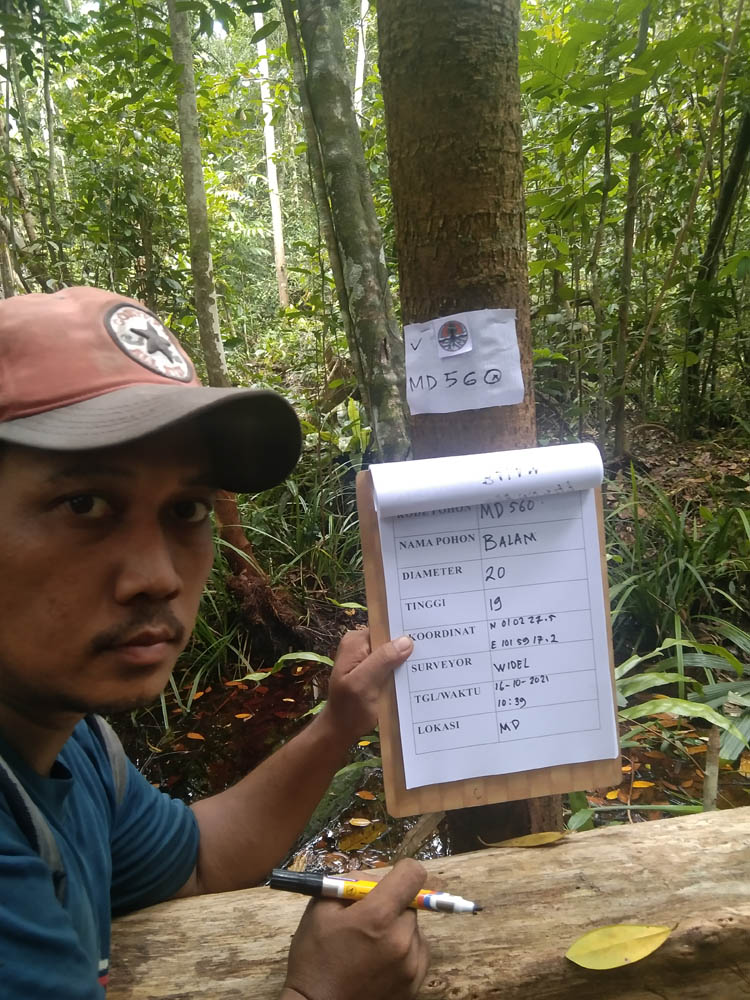 ✓
MD 560
KODE POHON MD 560
NAMA POHON BALAM
DIAMETER 20
TINGGI 19
KOORDINAT N 01 02 27.5
E 101 59 17.2
SURVEYOR WIDEL
TGL/WAKTU 16-10-2021
10:39
LOKASI MD